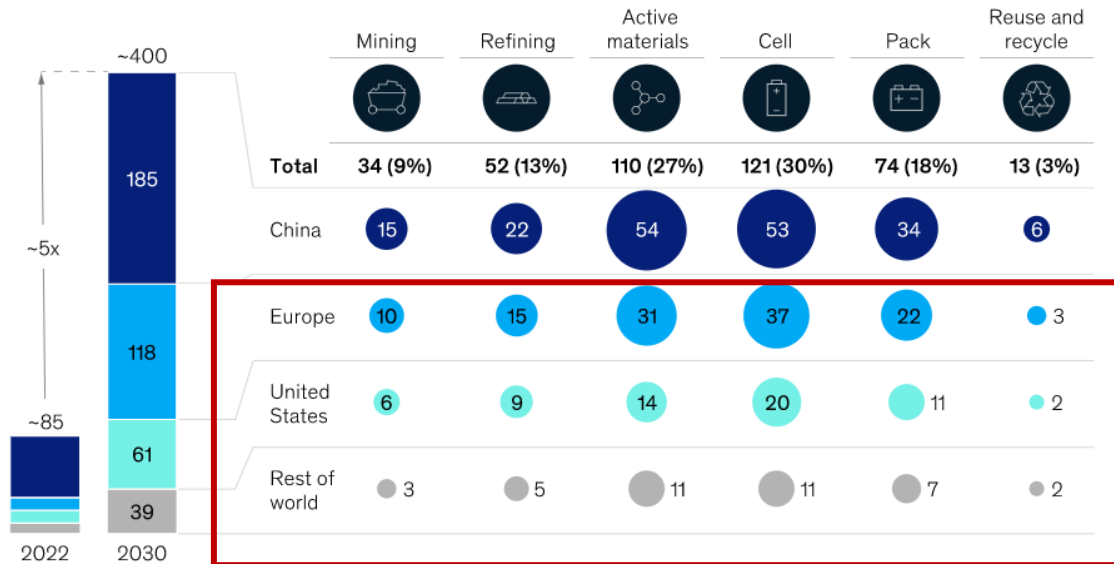 ~400
Mining
Refining
Active
materials
Cell
Pack
Reuse and
recycle
Total 34 (9%) 52 (13%) 110 (27%) 121 (30%) 74 (18%) 13 (3%)
185
China 15 22 54 53 34 6
~5x
Europe 10 15 31 37 22 3
118
United
States 6 9 14 20 11 2
~85
61
Rest of
world 3 5 11 11 7 2
39
2022 2030